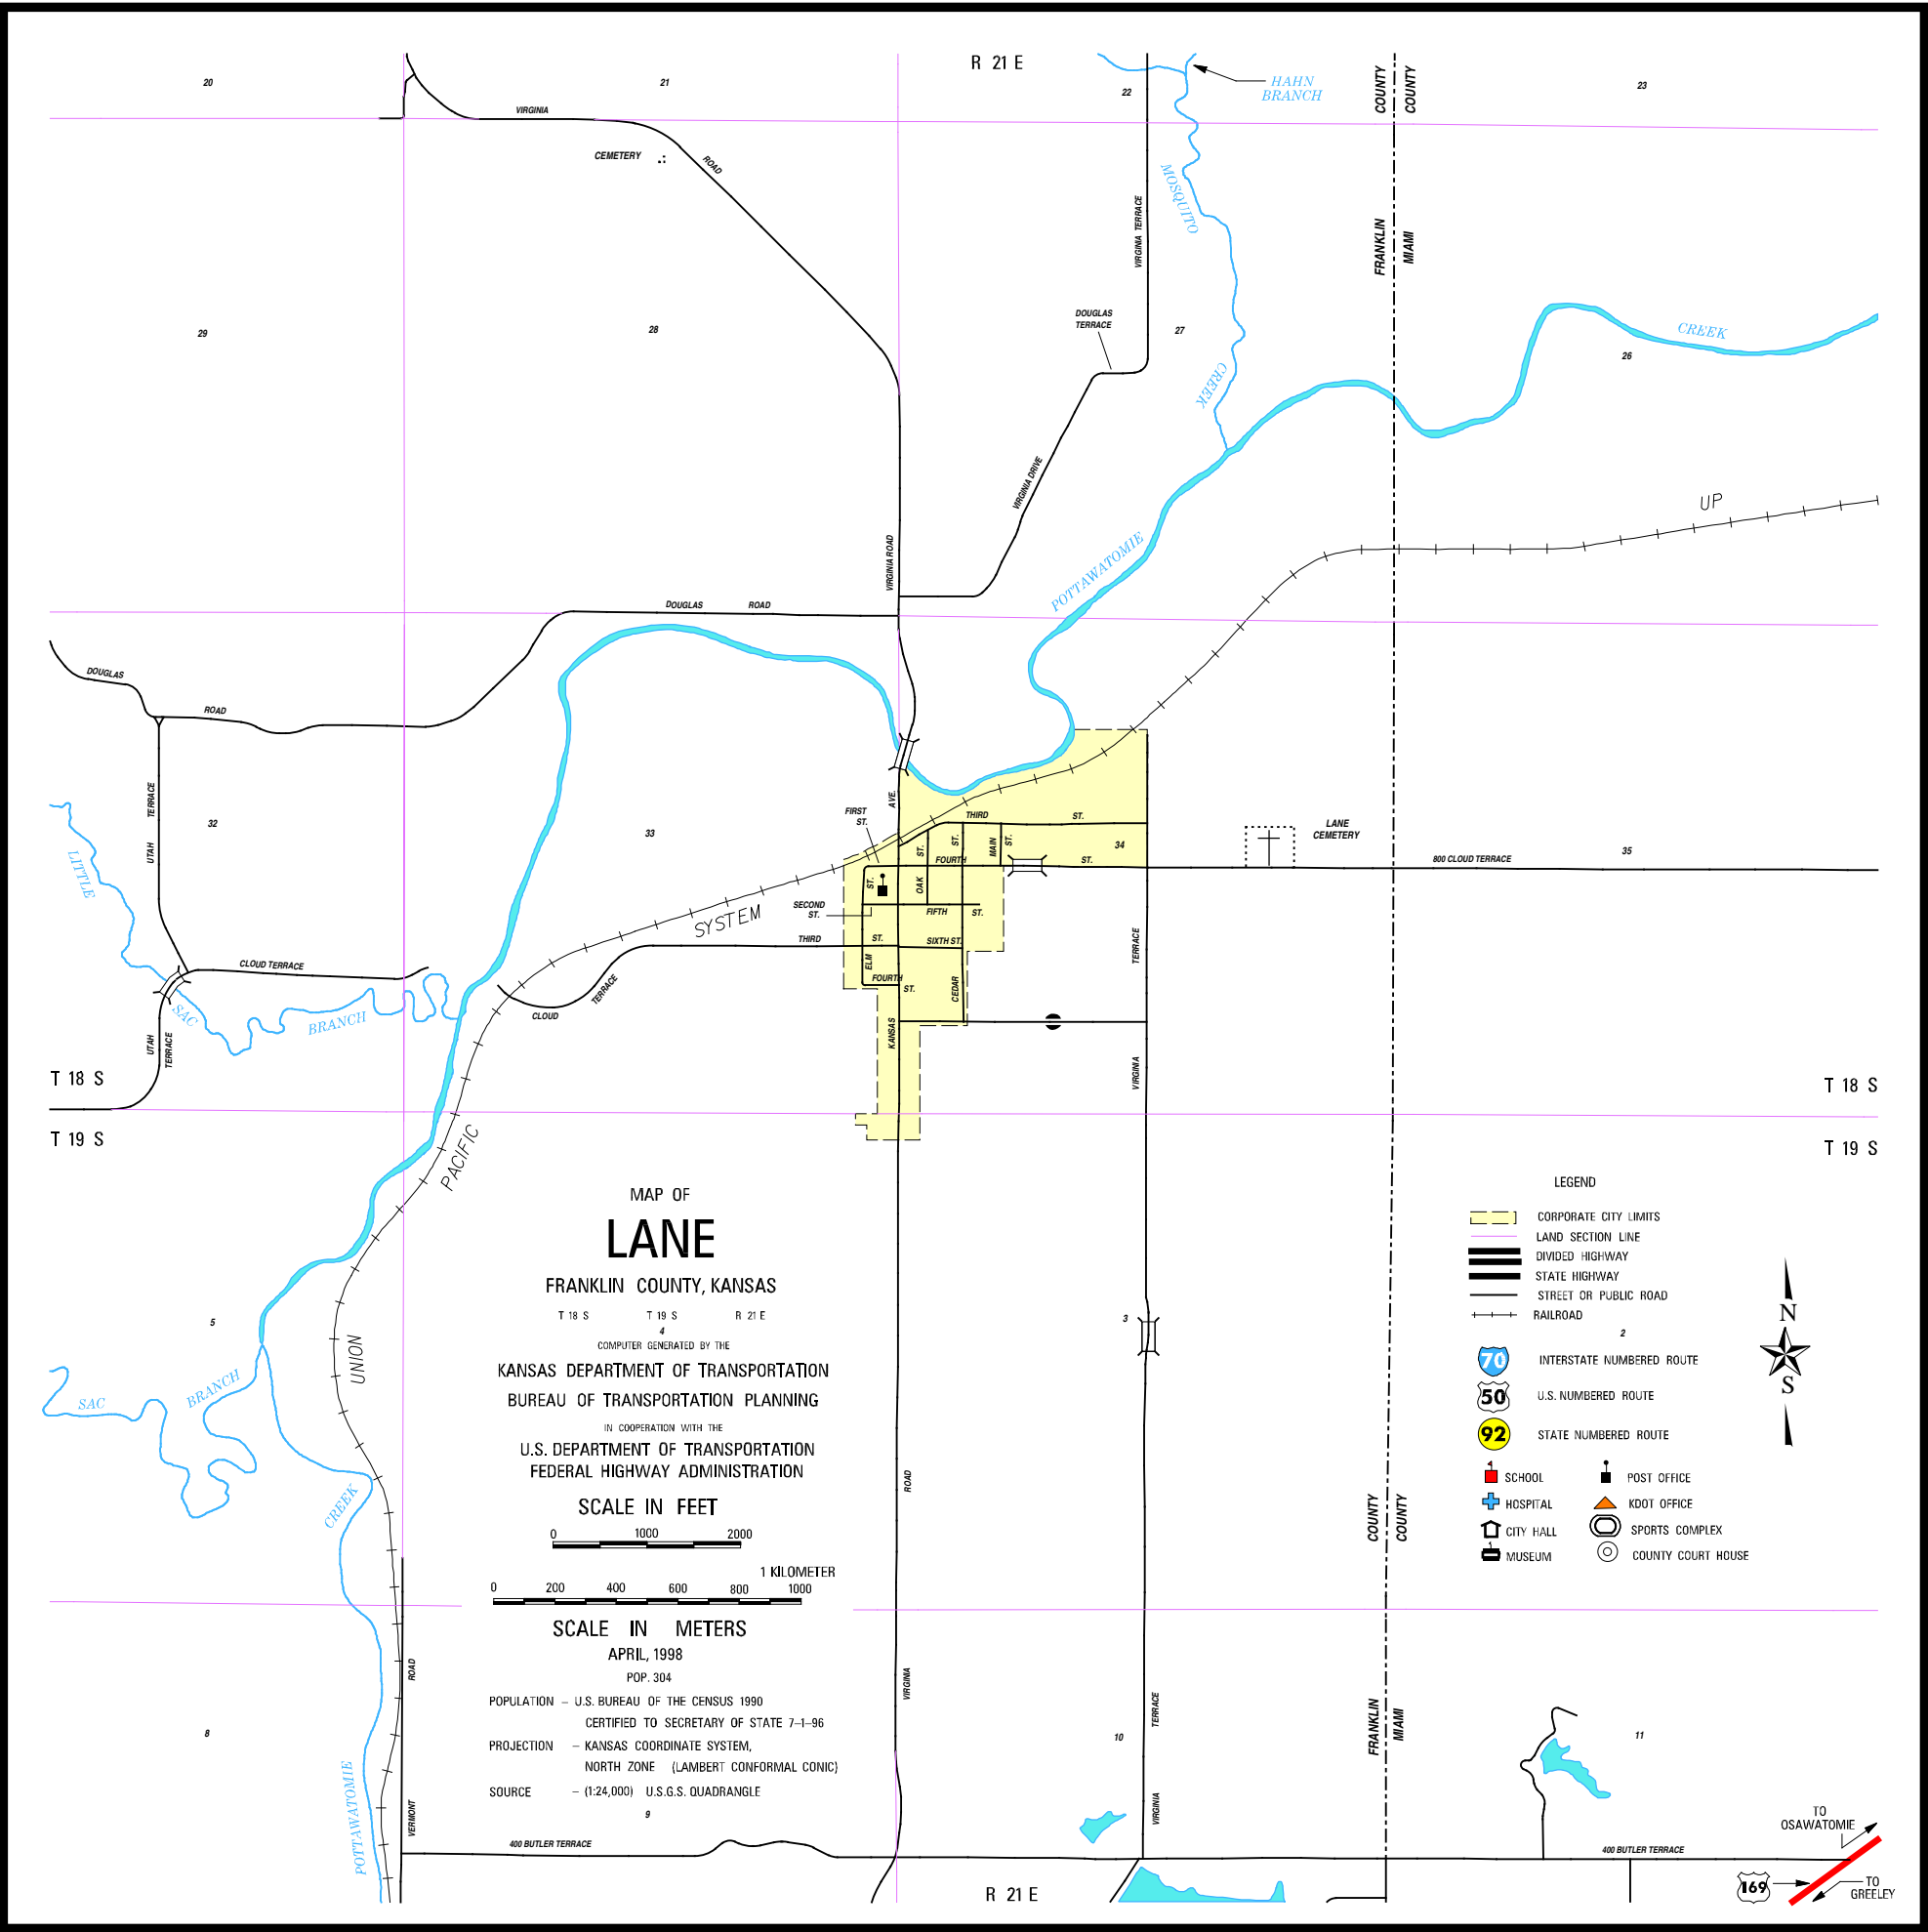 R 21 E
20
21
22
23
HAHN
BRANCH
COUNTY
COUNTY
VIRGINIA
ROAD
CEMETERY
MOSQUITO
CREEK
VIRGINIA TERRACE
FRANKLIN
MIAMI
29
28
27
26
DOUGLAS
TERRACE
CREEK
VIRGINIA DRIVE
UP
VIRGINIA ROAD
POTTAWATOMIE
DOUGLAS ROAD
DOUGLAS
ROAD
UTAH TERRACE
32
33
34
35
LITTLE
SAC
BRANCH
AVE.
FIRST
ST.
THIRD ST.
ST.
ST.
MAIN
ST.
FOURTH ST.
LANE
CEMETERY
800 CLOUD TERRACE
ST.
OAK
SECOND
ST.
FIFTH ST.
SYSTEM
THIRD ST.
SIXTH ST.
ELM
FOURTH
ST.
CEDAR
TERRACE
CLOUD TERRACE
CLOUD
TERRACE
KANSAS
VIRGINIA
UTAH
TERRACE
T 18 S
T 18 S
T 19 S
T 19 S
PACIFIC
UNION
MAP OF
LANE
FRANKLIN COUNTY, KANSAS
T 18 S T 19 S R 21 E
4
COMPUTER GENERATED BY THE
KANSAS DEPARTMENT OF TRANSPORTATION
BUREAU OF TRANSPORTATION PLANNING
IN COOPERATION WITH THE
U.S. DEPARTMENT OF TRANSPORTATION
FEDERAL HIGHWAY ADMINISTRATION
SCALE IN FEET
0 1000 2000
1 KILOMETER
0 200 400 600 800 1000
SCALE IN METERS
APRIL, 1998
POP. 304
POPULATION – U.S. BUREAU OF THE CENSUS 1990
CERTIFIED TO SECRETARY OF STATE 7–1–96
PROJECTION – KANSAS COORDINATE SYSTEM,
NORTH ZONE (LAMBERT CONFORMAL CONIC)
SOURCE – (1:24,000) U.S.G.S. QUADRANGLE
9
5
3
SAC
BRANCH
CREEK
POTTAWATOMIE
8
ROAD
VERMONT
400 BUTLER TERRACE
ROAD
VIRGINIA
10
TERRACE
VIRGINIA
COUNTY
COUNTY
FRANKLIN
MIAMI
11
LEGEND
CORPORATE CITY LIMITS
LAND SECTION LINE
DIVIDED HIGHWAY
STATE HIGHWAY
STREET OR PUBLIC ROAD
RAILROAD
2
70 INTERSTATE NUMBERED ROUTE
50 U.S. NUMBERED ROUTE
92 STATE NUMBERED ROUTE
SCHOOL
POST OFFICE
HOSPITAL
KDOT OFFICE
CITY HALL
SPORTS COMPLEX
MUSEUM
COUNTY COURT HOUSE
N
S
400 BUTLER TERRACE
TO
OSAWATOMIE
169
TO
GREELEY
R 21 E